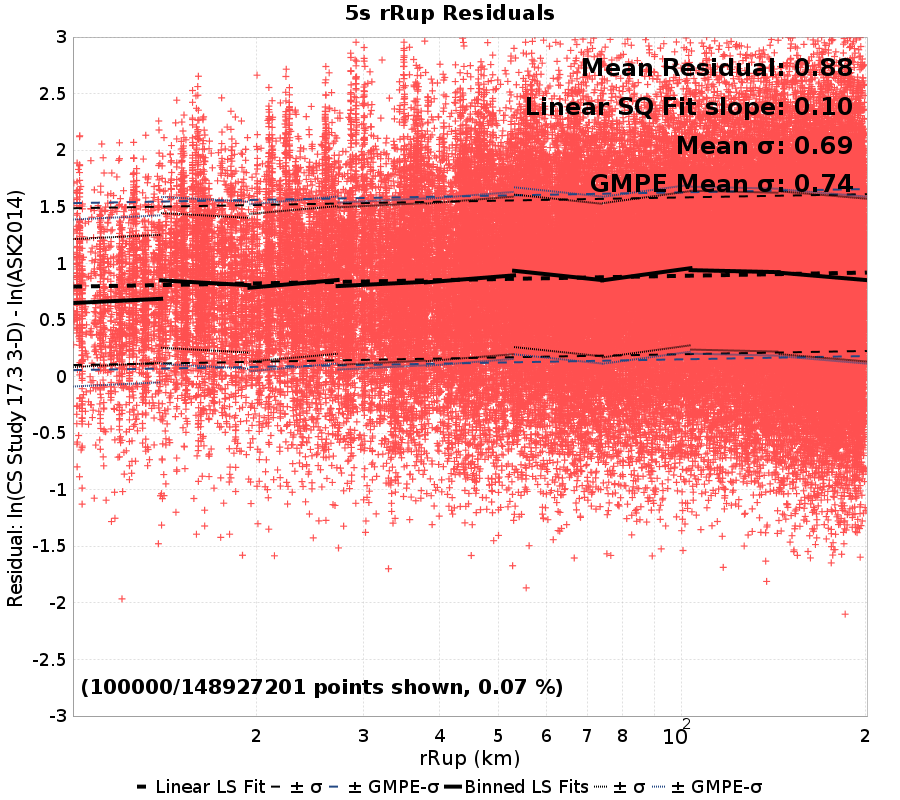 5s rRup Residuals
Residual: ln(CS Study 17.3 3-D) - ln(ASK2014)
3
2.5
2
1.5
1
0.5
0
-0.5
-1
-1.5
-2
-2.5
-3
Mean Residual: 0.88
Linear SQ Fit slope: 0.10
Mean σ: 0.69
GMPE Mean σ: 0.74
(100000/148927201 points shown, 0.07 %)
2 3 4 5 6 7 8 10² 2
rRup (km)
Linear LS Fit ± σ ± GMPE-σ Binned LS Fits ± σ ± GMPE-σ